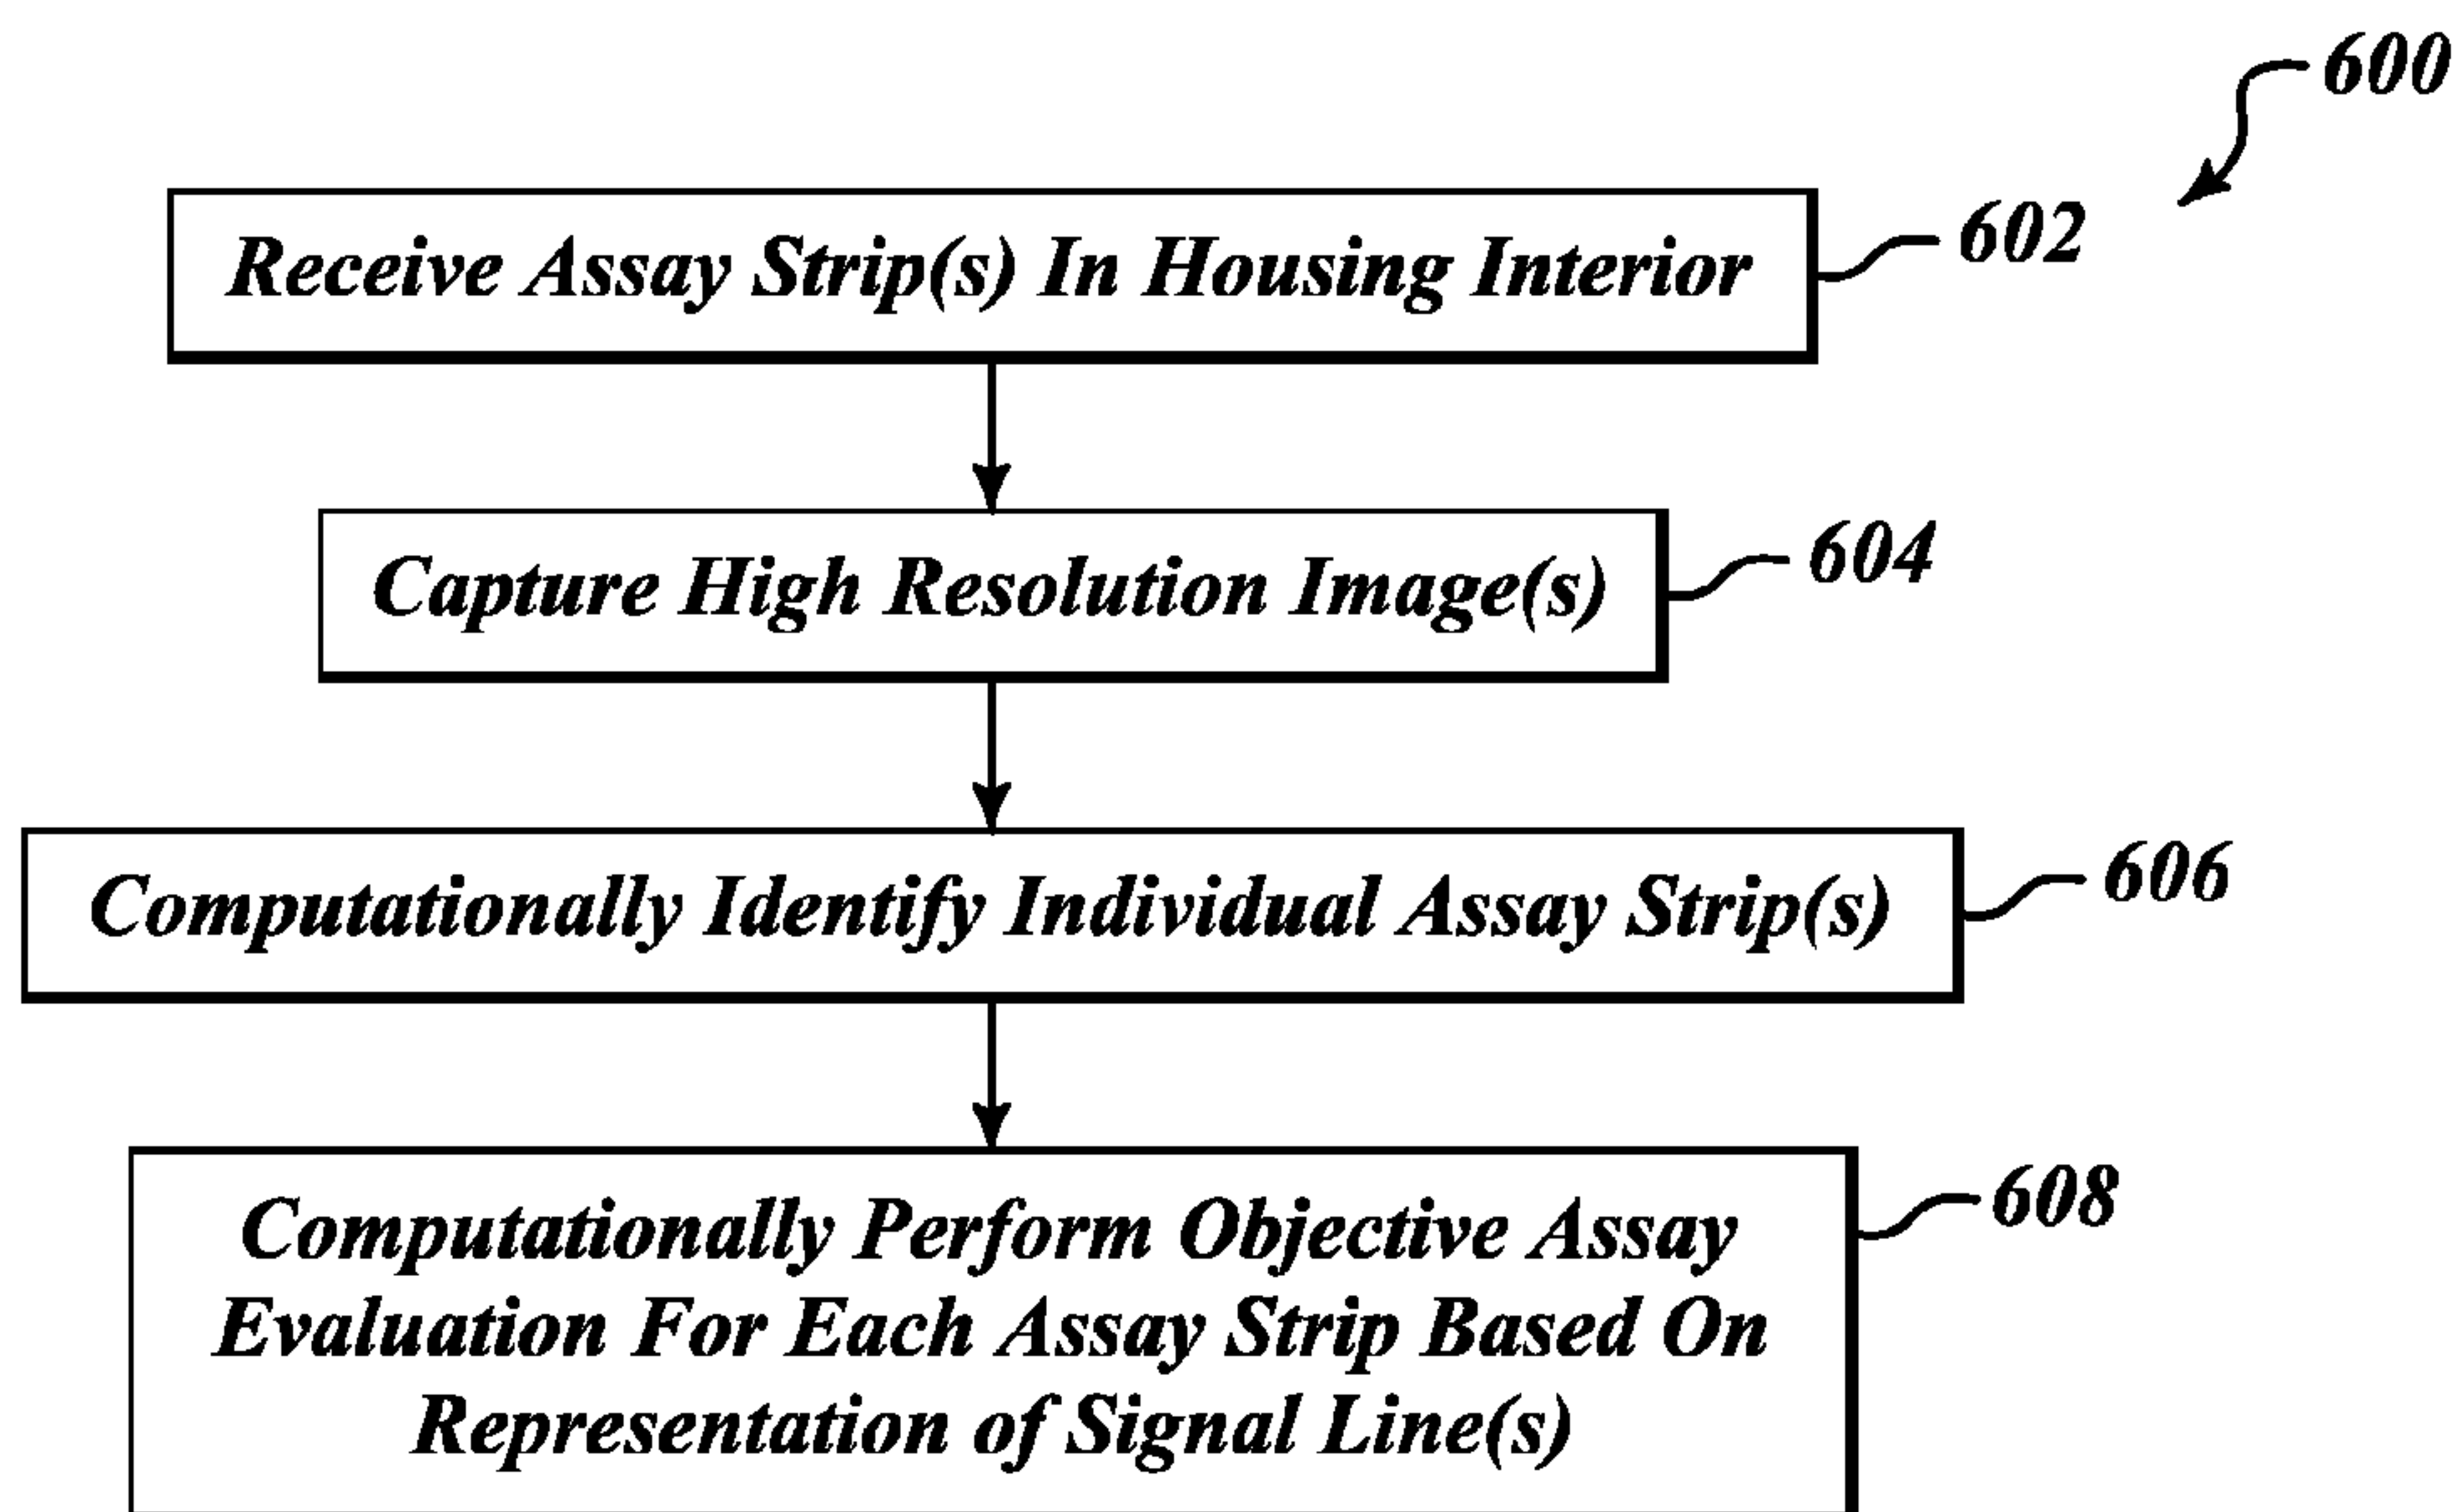 600
Receive Assay Strip(s) In Housing Interior
602
Capture High Resolution Image(s)
604
Computationally Identify Individual Assay Strip(s)
606
Computationally Perform Objective Assay
Evaluation For Each Assay Strip Based On
Representation of Signal Line(s)
608